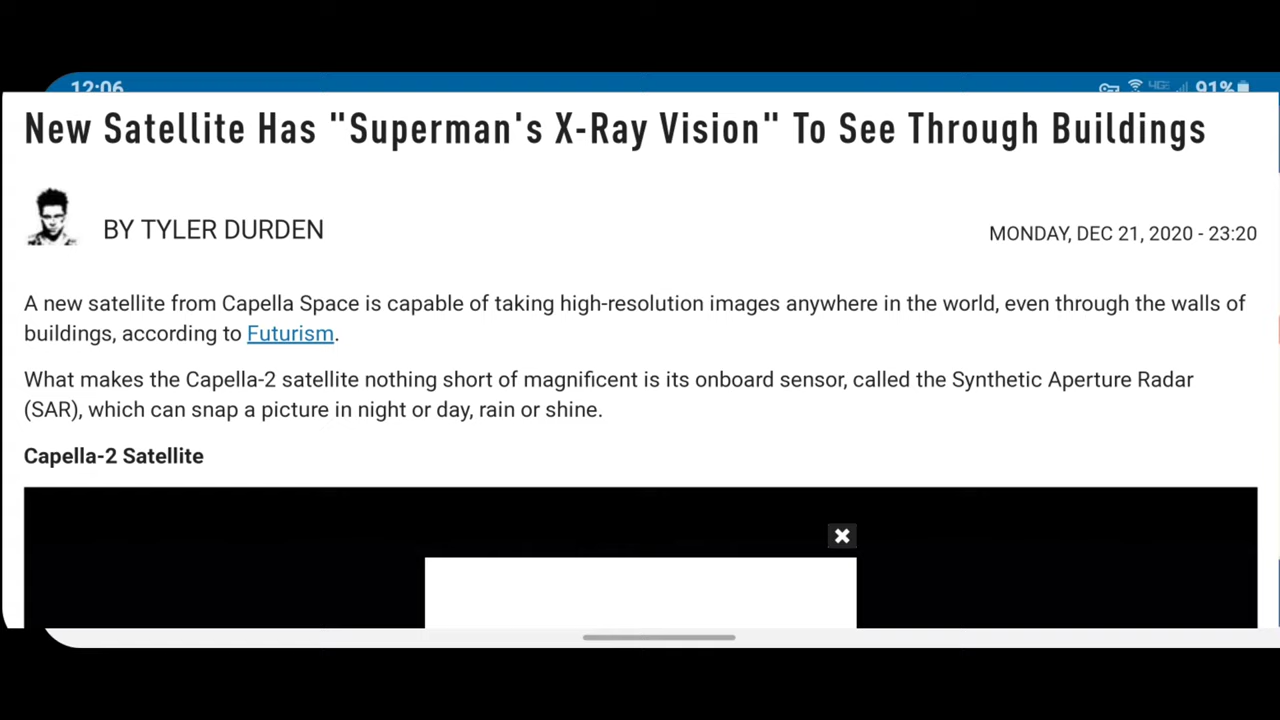 12:06
91%
New Satellite Has "Superman's X-Ray Vision" To See Through Buildings
BY TYLER DURDEN
MONDAY, DEC 21, 2020 - 23:20
A new satellite from Capella Space is capable of taking high-resolution images anywhere in the world, even through the walls of
buildings, according to Futurism.
What makes the Capella-2 satellite nothing short of magnificent is its onboard sensor, called the Synthetic Aperture Radar
(SAR), which can snap a picture in night or day, rain or shine.
Capella-2 Satellite